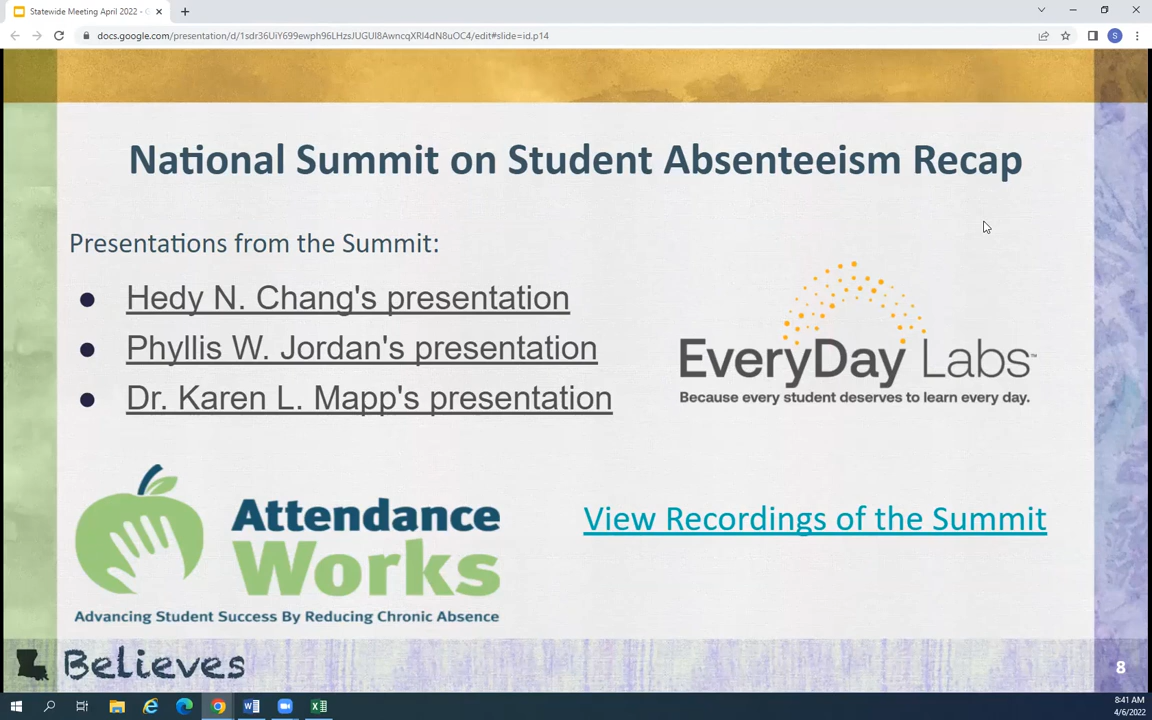 Statewide Meeting April 2022 - G
docs.google.com/presentation/d/1sdr36UiY699ewph96LHzsJUGUI8AwncqXRl4dN8uOC4/edit#slide=id.p14
S
National Summit on Student Absenteeism Recap
Presentations from the Summit:
Hedy N. Chang's presentation
Phyllis W. Jordan's presentation
Dr. Karen L. Mapp's presentation
EveryDay Labs™
Because every student deserves to learn every day.
Attendance
Works
Advancing Student Success By Reducing Chronic Absence
View Recordings of the Summit
Believes
8
8:41 AM
4/6/2022